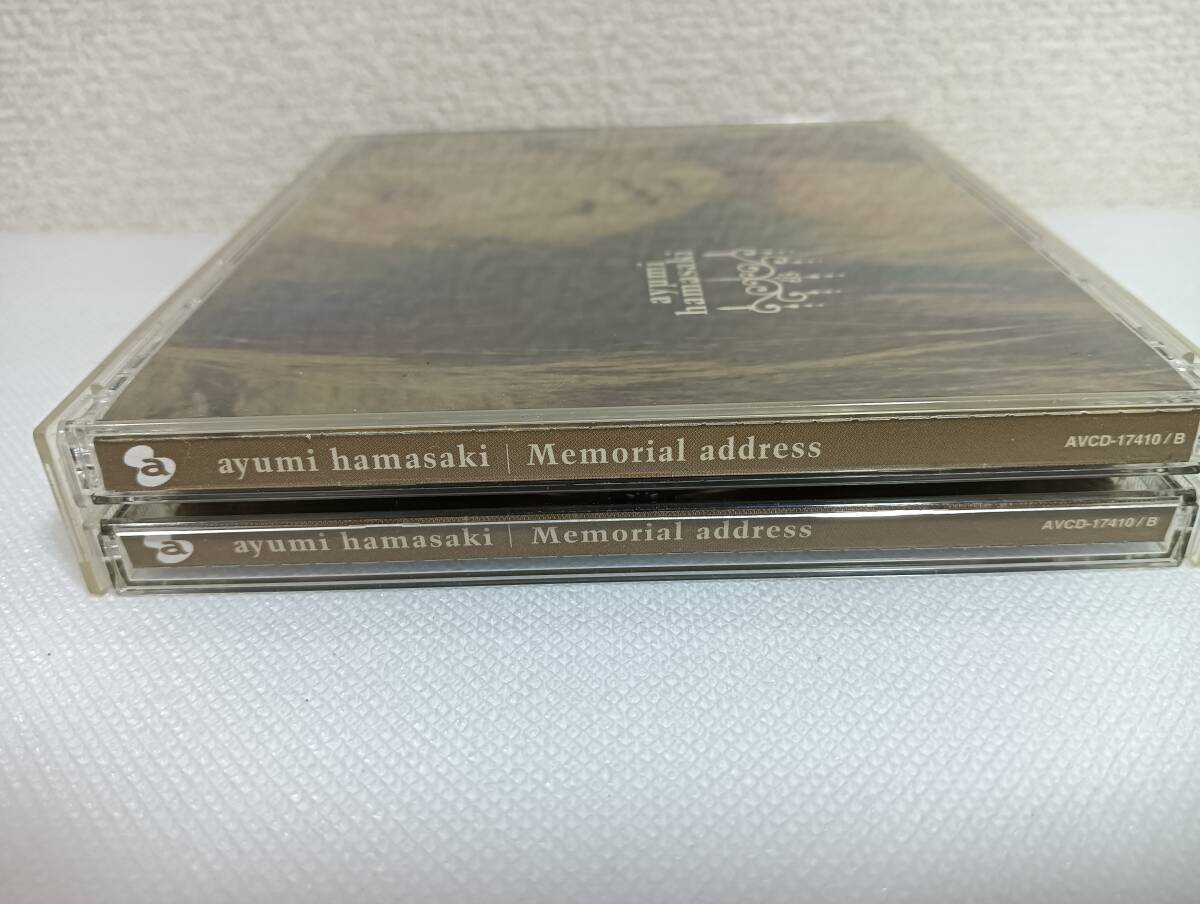 ayumi
hamasaki
a ayumi hamasaki | Memorial address AVCD-17410 / B
a ayumi hamasaki | Memorial address AVCD-17410 / B